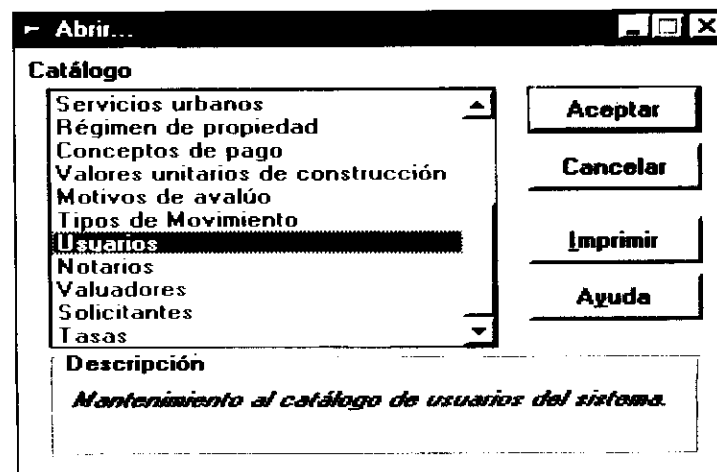 Abrir...
Catálogo
Servicios urbanos
Régimen de propiedad
Conceptos de pago
Valores unitarios de construcción
Motivos de avalúo
Tipos de Movimiento
Usuarios
Notarios
Valuadores
Solicitantes
Tasas
Aceptar
Cancelar
Imprimir
Ayuda
Descripción
Mantenimiento al catálogo de usuarios del sistema.